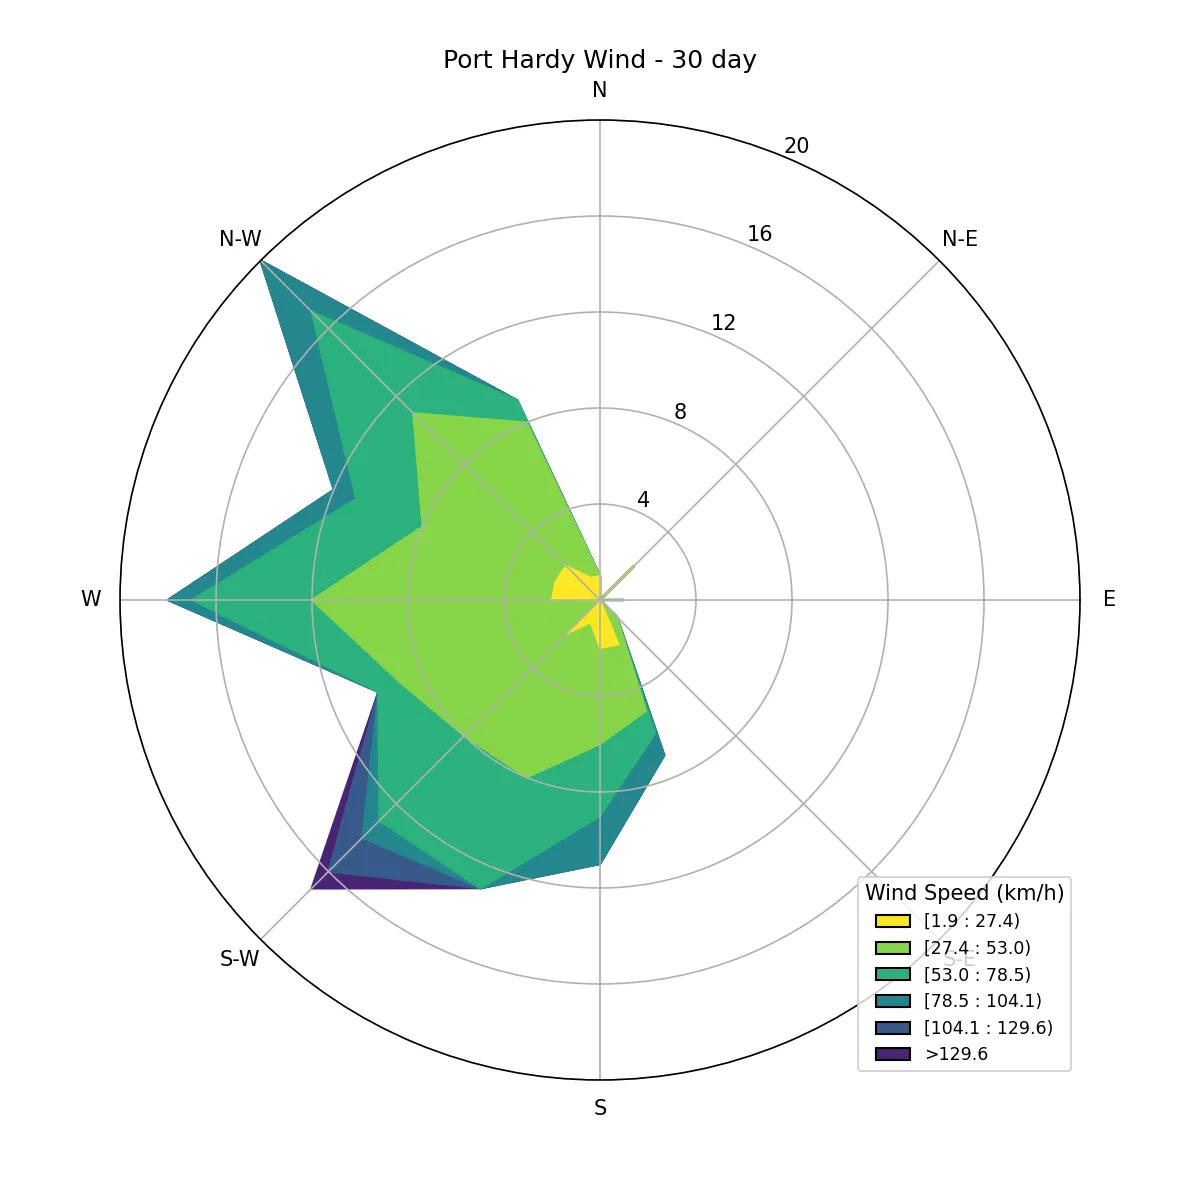 Port Hardy Wind - 30 day
N
20
N-W
N-E
16
12
8
4
W
E
S-W
S-E
Wind Speed (km/h)
[1.9 : 27.4)
[27.4 : 53.0)
[53.0 : 78.5)
[78.5 : 104.1)
[104.1 : 129.6)
>129.6
S